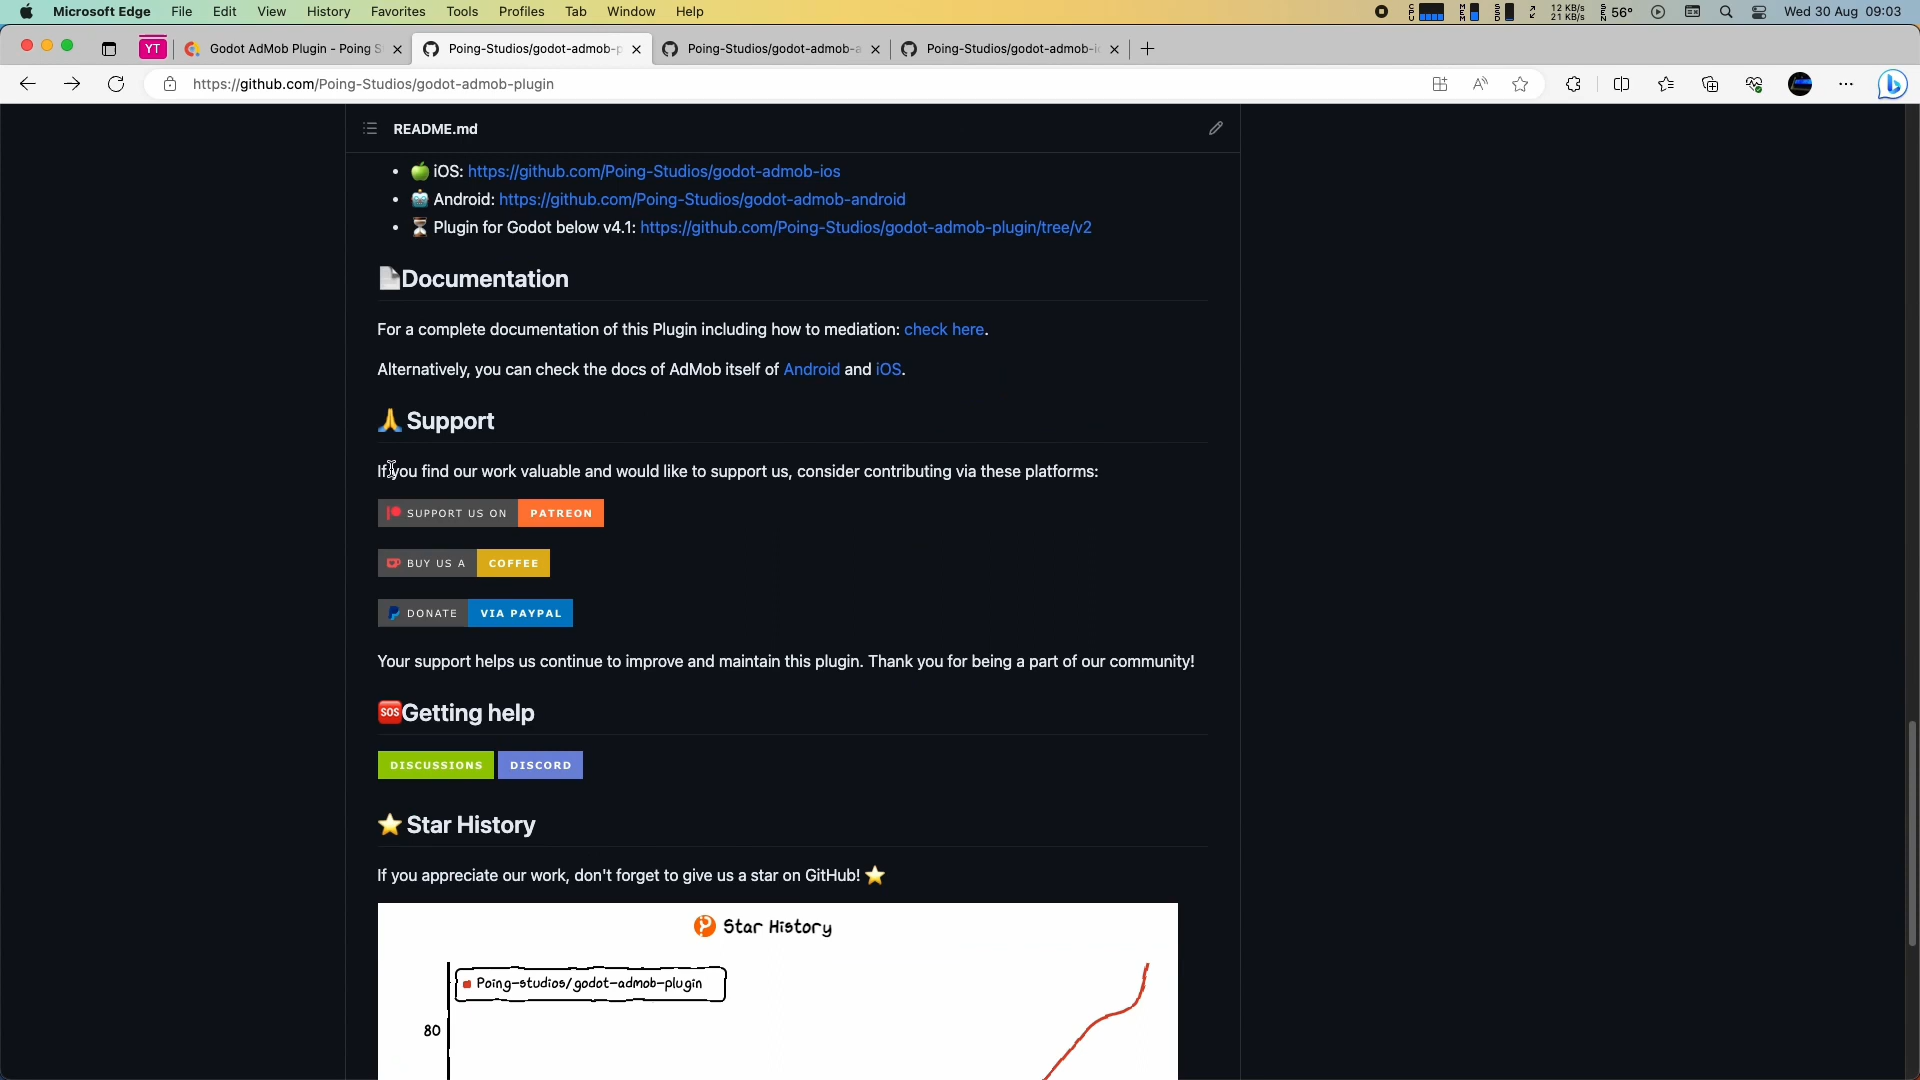 Microsoft Edge File Edit View History Favorites Tools Profiles Tab Window Help
12 KB/s
21 KB/s
56°
Wed 30 Aug 09:03
YT
Godot AdMob Plugin - Poing S
Poing-Studios/godot-admob-p
Poing-Studios/godot-admob-a
Poing-Studios/godot-admob-i
https://github.com/Poing-Studios/godot-admob-plugin
README.md
iOS: https://github.com/Poing-Studios/godot-admob-ios
Android: https://github.com/Poing-Studios/godot-admob-android
Plugin for Godot below v4.1: https://github.com/Poing-Studios/godot-admob-plugin/tree/v2
Documentation
For a complete documentation of this Plugin including how to mediation: check here.
Alternatively, you can check the docs of AdMob itself of Android and iOS.
Support
If you find our work valuable and would like to support us, consider contributing via these platforms:
SUPPORT US ON PATREON
BUY US A COFFEE
DONATE VIA PAYPAL
Your support helps us continue to improve and maintain this plugin. Thank you for being a part of our community!
SOS Getting help
DISCUSSIONS DISCORD
Star History
If you appreciate our work, don't forget to give us a star on GitHub!
Star History
Poing-studios/godot-admob-plugin
80